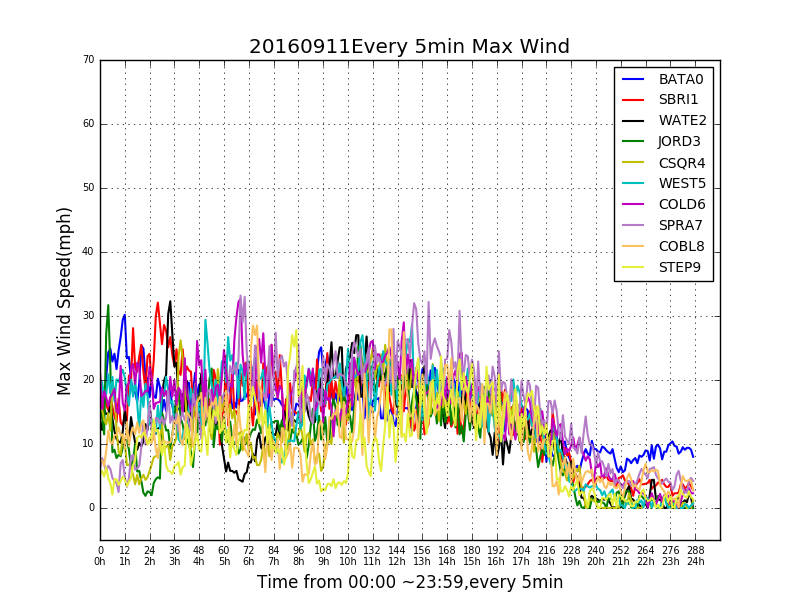 20160911Every 5min Max Wind
70
60
50
40
30
20
10
0
Max Wind Speed(mph)
BATA0
SBRI1
WATE2
JORD3
CSQR4
WEST5
COLD6
SPRA7
COBL8
STEP9
0 12 24 36 48 60 72 84 96 108 120 132 144 156 168 180 192 204 216 228 240 252 264 276 288
0h 1h 2h 3h 4h 5h 6h 7h 8h 9h 10h 11h 12h 13h 14h 15h 16h 17h 18h 19h 20h 21h 22h 23h 24h
Time from 00:00 ~23:59,every 5min